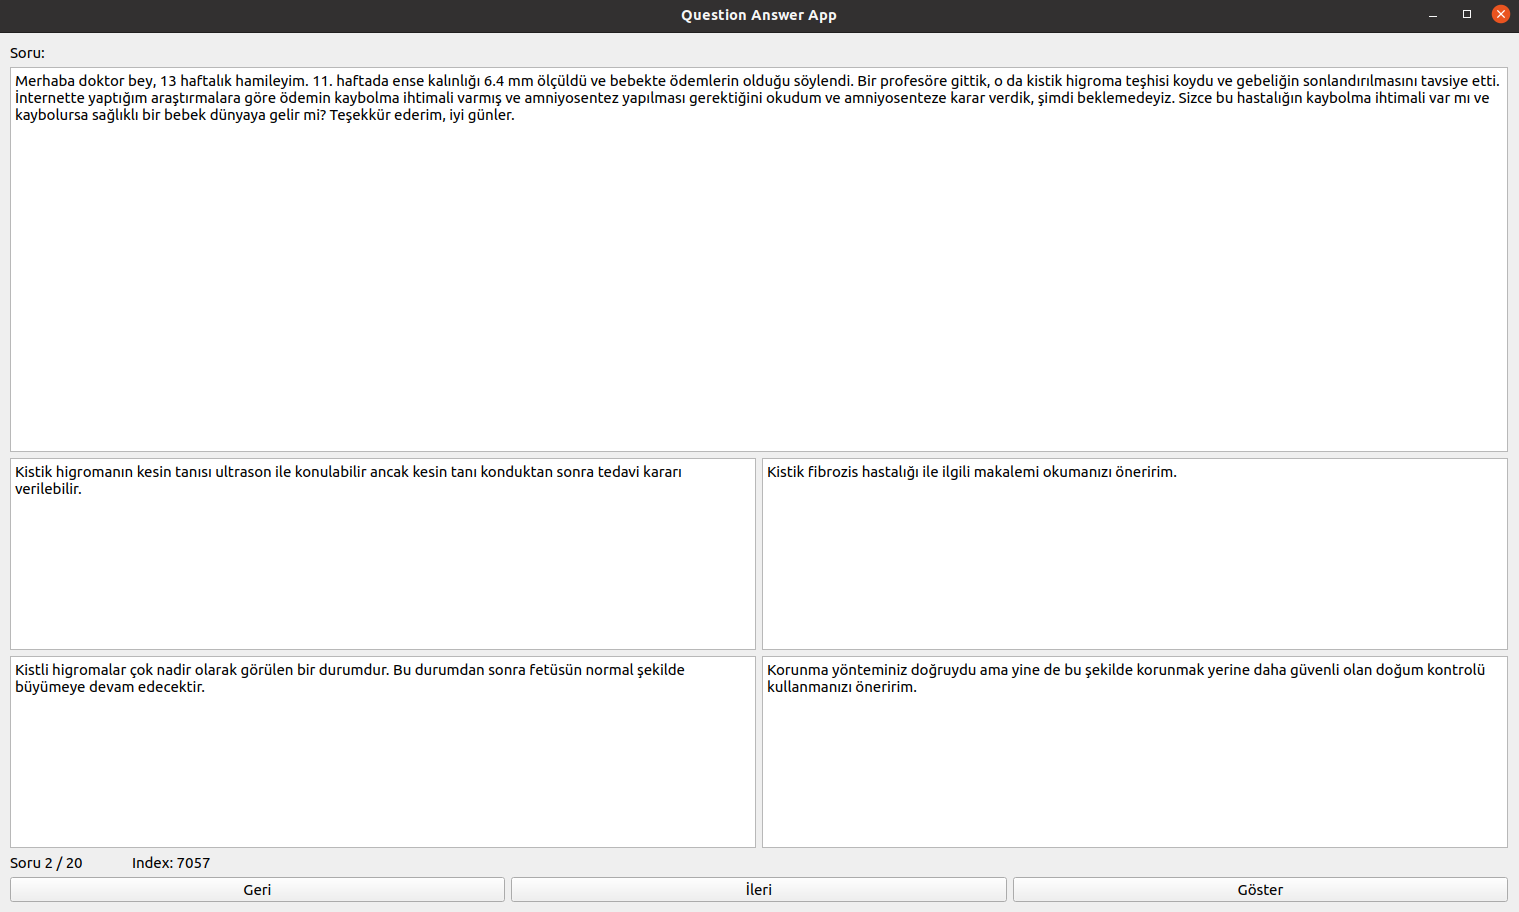 Question Answer App
Soru:
Merhaba doktor bey, 13 haftalık hamileyim. 11. haftada ense kalınlığı 6.4 mm ölçüldü ve bebekte ödemlerin olduğu söylendi. Bir profesöre gittik, o da kistik higroma teşhisi koydu ve gebeliğin sonlandırılmasını tavsiye etti.
İnternette yaptığım araştırmalara göre ödemin kaybolma ihtimali varmış ve amniyosentez yapılması gerektiğini okudum ve amniyosenteze karar verdik, şimdi beklemedeyiz. Sizce bu hastalığın kaybolma ihtimali var mı ve
kaybolursa sağlıklı bir bebek dünyaya gelir mi? Teşekkür ederim, iyi günler.
Kistik higromanın kesin tanısı ultrason ile konulabilir ancak kesin tanı konduktan sonra tedavi kararı
verilebilir.
Kistik fibrozis hastalığı ile ilgili makalemi okumanızı öneririm.
Kistli higromalar çok nadir olarak görülen bir durumdur. Bu durumdan sonra fetüsün normal şekilde
büyümeye devam edecektir.
Korunma yönteminiz doğruydu ama yine de bu şekilde korunmak yerine daha güvenli olan doğum kontrolü
kullanmanızı öneririm.
Soru 2 / 20 Index: 7057
Geri İleri Göster